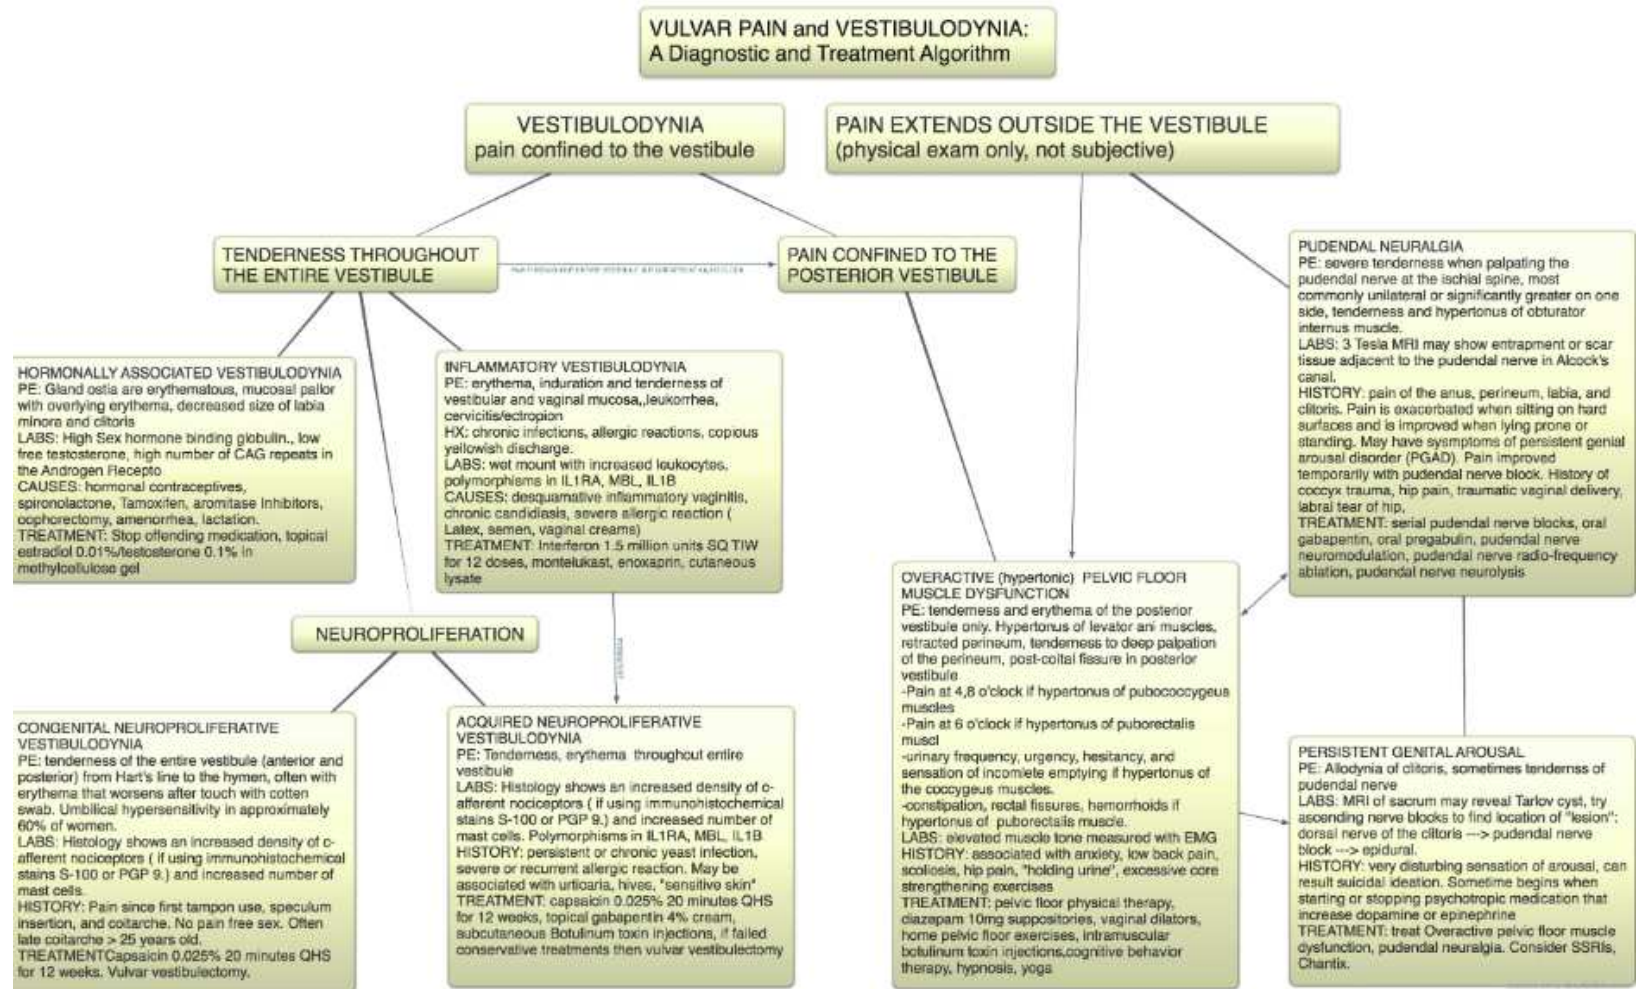 VULVAR PAIN and VESTIBULODYNIA:
A Diagnostic and Treatment Algorithm
VESTIBULODYNIA
pain confined to the vestibule
PAIN EXTENDS OUTSIDE THE VESTIBULE
(physical exam only, not subjective)
TENDERNESS THROUGHOUT
THE ENTIRE VESTIBULE
PAIN CONFINED TO THE
POSTERIOR VESTIBULE
HORMONALLY ASSOCIATED VESTIBULODYNIA
PE: Gland ostia are erythematous, mucosal pallor
with overlying erythema, decreased size of labia
minora and clitoris
LABS: High Sex hormone binding globulin., low
free testosterone, high number of CAG repeats in
the Androgen Recepto
CAUSES: hormonal contraceptives,
spironolactone, Tamoxifen, aromitase Inhibitors,
oophorectomy, amenorrhea, lactation.
TREATMENT: Stop offending medication, topical
estradiol 0.01%/testosterone 0.1% in
methylcellulose gel
INFLAMMATORY VESTIBULODYNIA
PE: erythema, induration and tenderness of
vestibular and vaginal mucosa,,leukorrhea,
cervicitis/ectropion
HX: chronic infections, allergic reactions, copious
yellowish discharge.
LABS: wet mount with increased leukocytes.
polymorphisms in IL1RA, MBL, IL1B
CAUSES: desquamative inflammatory vaginitis,
chronic candidiasis, severe allergic reaction (
Latex, semen, vaginal creams)
TREATMENT: Interferon 1.5 million units SQ TIW
for 12 doses, montelukast, enoxaprin, cutaneous
lysate
NEUROPROLIFERATION
CONGENITAL NEUROPROLIFERATIVE
VESTIBULODYNIA
PE: tenderness of the entire vestibule (anterior and
posterior) from Hart's line to the hymen, often with
erythema that worsens after touch with cotten
swab. Umbilical hypersensitivity in approximately
60% of women.
LABS: Histology shows an increased density of c-
afferent nociceptors ( if using immunohistochemical
stains S-100 or PGP 9.) and increased number of
mast cells.
HISTORY: Pain since first tampon use, speculum
insertion, and coitarche. No pain free sex. Often
late coitarche > 25 years old.
TREATMENTCapsaicin 0.025% 20 minutes QHS
for 12 weeks. Vulvar vestibulectomy.
ACQUIRED NEUROPROLIFERATIVE
VESTIBULODYNIA
PE: Tenderness, erythema throughout entire
vestibule
LABS: Histology shows an increased density of c-
afferent nociceptors ( if using immunohistochemical
stains S-100 or PGP 9.) and increased number of
mast cells. Polymorphisms in IL1RA, MBL, IL1B
HISTORY: persistent or chronic yeast infection,
severe or recurrent allergic reaction. May be
associated with urticaria, hives, "sensitive skin"
TREATMENT: capsaicin 0.025% 20 minutes QHS
for 12 weeks, topical gabapentin 4% cream,
subcutaneous Botulinum toxin injections, if failed
conservative treatments then vulvar vestibulectomy
OVERACTIVE (hypertonic) PELVIC FLOOR
MUSCLE DYSFUNCTION
PE: tenderness and erythema of the posterior
vestibule only. Hypertonus of levator ani muscles,
retracted perineum, tenderness to deep palpation
of the perineum, post-coital fissure in posterior
vestibule
-Pain at 4,8 o'clock if hypertonus of pubococcygeus
muscles
-Pain at 6 o'clock if hypertonus of puborectalis
muscl
-urinary frequency, urgency, hesitancy, and
sensation of incomlete emptying if hypertonus of
the coccygeus muscles.
-constipation, rectal fissures, hemorrhoids if
hypertonus of puborectalis muscle.
LABS: elevated muscle tone measured with EMG
HISTORY: associated with anxiety, low back pain,
scoliosis, hip pain, "holding urine", excessive core
strengthening exercises
TREATMENT: pelvic floor physical therapy,
diazepam 10mg suppositories, vaginal dilators,
home pelvic floor exercises, intramuscular
botulinum toxin injections,cognitive behavior
therapy, hypnosis, yoga
PUDENDAL NEURALGIA
PE: severe tenderness when palpating the
pudendal nerve at the ischial spine, most
commonly unilateral or significantly greater on one
side, tenderness and hypertonus of obturator
internus muscle.
LABS: 3 Tesla MRI may show entrapment or scar
tissue adjacent to the pudendal nerve in Alcock's
canal.
HISTORY: pain of the anus, perineum, labia, and
clitoris. Pain is exacerbated when sitting on hard
surfaces and is improved when lying prone or
standing. May have sysmptoms of persistent genial
arousal disorder (PGAD). Pain improved
temporarily with pudendal nerve block. History of
coccyx trauma, hip pain, traumatic vaginal delivery,
labral tear of hip,
TREATMENT: serial pudendal nerve blocks, oral
gabapentin, oral pregabulin, pudendal nerve
neuromodulation, pudendal nerve radio-frequency
ablation, pudendal nerve neurolysis
PERSISTENT GENITAL AROUSAL
PE: Allodynia of clitoris, sometimes tendernss of
pudendal nerve
LABS: MRI of sacrum may reveal Tarlov cyst, try
ascending nerve blocks to find location of "lesion":
dorsal nerve of the clitoris ---> pudendal nerve
block ---> epidural.
HISTORY: very disturbing sensation of arousal, can
result suicidal ideation. Sometime begins when
starting or stopping psychotropic medication that
increase dopamine or epinephrine
TREATMENT: treat Overactive pelvic floor muscle
dysfunction, pudendal neuralgia. Consider SSRIs,
Chantix.